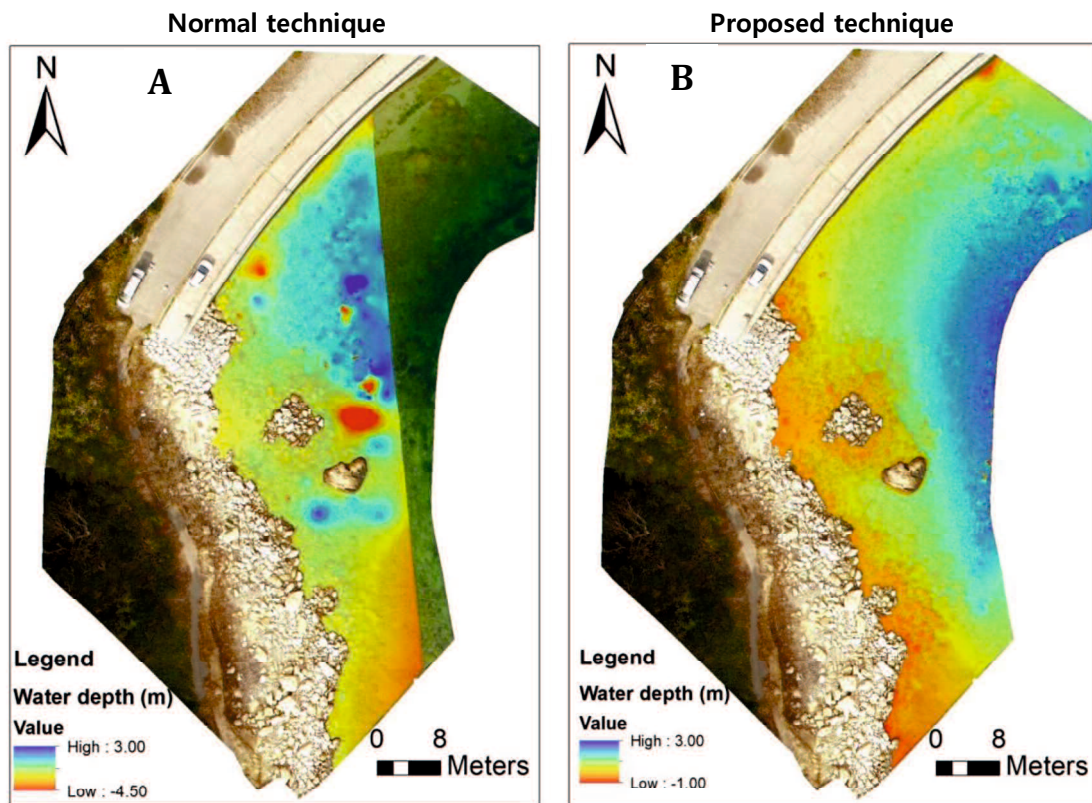 Normal technique
Proposed technique
N
A
Legend
Water depth (m)
Value
High : 3.00
Low : -4.50
0 8
Meters
N
B
Legend
Water depth (m)
Value
High : 3.00
Low : -1.00
0 8
Meters